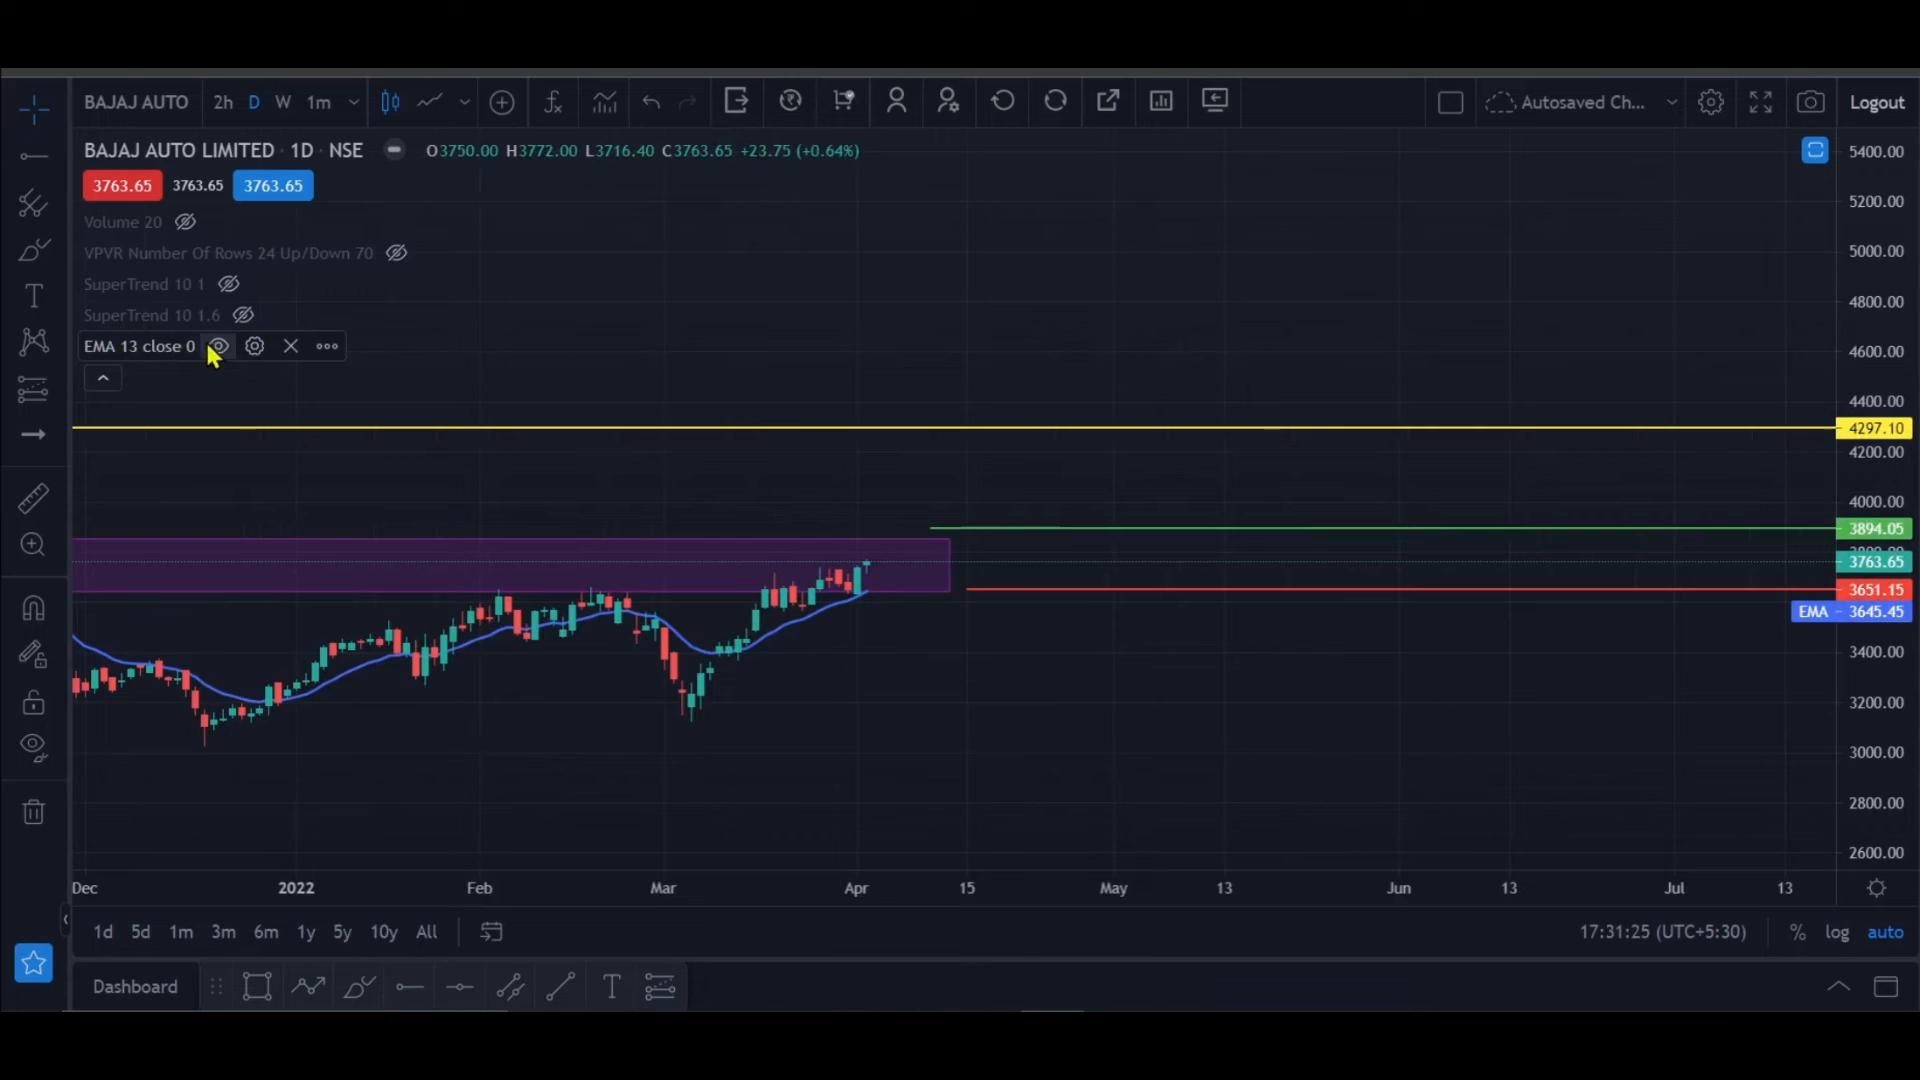 BAJAJ AUTO 2h D W 1m Autosaved Ch... Logout
BAJAJ AUTO LIMITED · 1D · NSE O3750.00 H3772.00 L3716.40 C3763.65 +23.75 (+0.64%)
3763.65 3763.65 3763.65
Volume 20
VPVR Number Of Rows 24 Up/Down 70
SuperTrend 10 1
SuperTrend 10 1.6
EMA 13 close 0
5400.00
5200.00
5000.00
4800.00
4600.00
4400.00
4297.10
4200.00
4000.00
3894.05
3763.65
3651.15
EMA 3645.45
3400.00
3200.00
3000.00
2800.00
2600.00
Dec 2022 Feb Mar Apr 15 May 13 Jun 13 Jul 13
1d 5d 1m 3m 6m 1y 5y 10y All 17:31:25 (UTC+5:30) % log auto
Dashboard